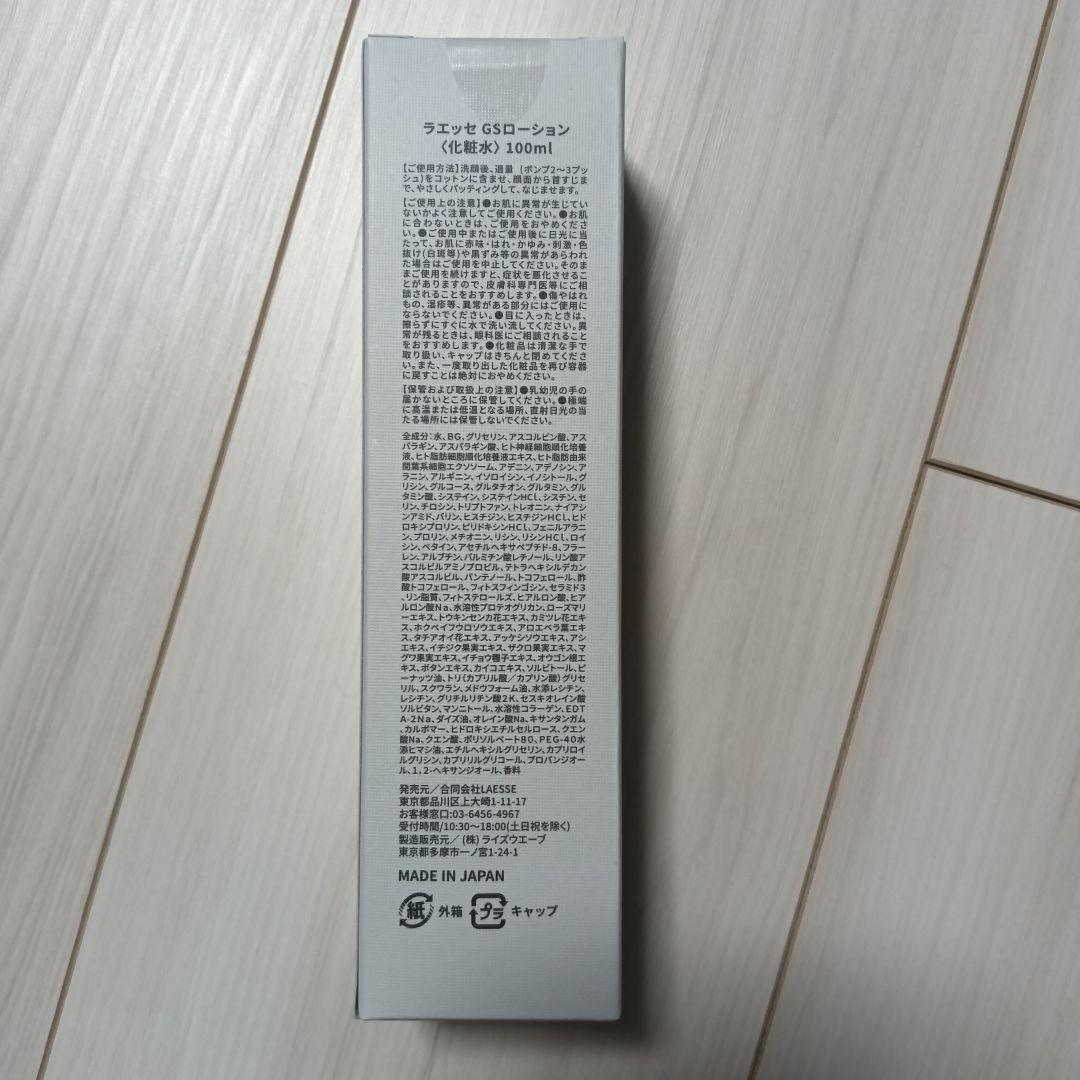 ラエッセ GSローション
〈化粧水〉 100ml
【ご使用方法】洗顔後、適量 (ポンプ2〜3プッ
シュ)をコットンに含ませ、顔面から首すじま
で、やさしくパッティングして、なじませます。
【ご使用上の注意】●お肌に異常が生じてい
ないかよく注意してご使用ください。●お肌
に合わないときは、ご使用をおやめくださ
い。●ご使用中またはご使用後に日光に当
たって、お肌に赤味・はれ・かゆみ・刺激・色
抜け(白斑等)や黒ずみ等の異常があらわれ
た場合はご使用を中止してください。そのま
まご使用を続けますと、症状を悪化させるこ
とがありますので、皮膚科専門医等にご相
談されることをおすすめします。●傷やはれ
もの、湿疹等、異常がある部分にはご使用に
ならないでください。●目に入ったときは、
擦らずにすぐに水で洗い流してください。異
常が残るときは、眼科医にご相談されること
をおすすめします。●化粧品は清潔な手で
取り扱い、キャップはきちんと閉めてくださ
い。また、一度取り出した化粧品を再び容器
に戻すことは絶対におやめください。
【保管および取扱上の注意】●乳幼児の手の
届かないところに保管してください。●極端
に高温または低温となる場所、直射日光の当
たる場所には保管しないでください。
全成分:水、BG、グリセリン、アスコルビン酸、アス
パラギン、アスパラギン酸、ヒト神経細胞順化培養
液、ヒト脂肪細胞順化培養液エキス、ヒト脂肪由来
間葉系細胞エクソソーム、アデニン、アデノシン、ア
ラニン、アルギニン、イソロイシン、イノシトール、グ
リシン、グルコース、グルタチオン、グルタミン、グル
タミン酸、システイン、システインHCl、シスチン、セ
リン、チロシン、トリプトファン、トレオニン、ナイアシ
ンアミド、バリン、ヒスチジン、ヒスチジンHCl、ヒド
ロキシプロリン、ピリドキシンHCl、フェニルアラニ
ン、プロリン、メチオニン、リシン、リシンHCl、ロイ
シン、ベタイン、アセチルヘキサペプチド-8、フラー
レン、アルブチン、パルミチン酸レチノール、リン酸ア
スコルビルアミノプロピル、テトラヘキシルデカン
酸アスコルビル、パンテノール、トコフェロール、酢
酸トコフェロール、フィトスフィンゴシン、セラミド3
、リン脂質、フィトステロールズ、ヒアルロン酸、ヒア
ルロン酸Na、水溶性プロテオグリカン、ローズマリ
ーエキス、トウキンセンカ花エキス、カミツレ花エキ
ス、ホクベイフウロソウエキス、アロエベラ葉エキ
ス、タチアオイ花エキス、アッケシソウエキス、アシ
エキス、イチジク果実エキス、ザクロ果実エキス、マ
グワ果実エキス、イチョウ種子エキス、オウゴン根エ
キス、ボタンエキス、カイコエキス、ソルビトール、ピ
ーナッツ油、トリ(カプリル酸／カプリン酸)グリセ
リル、スクワラン、メドウフォーム油、水添レシチン、
レシチン、グリチルリチン酸2K、セスキオレイン酸
ソルビタン、マンニトール、水溶性コラーゲン、EDT
A-2Na、ダイズ油、オレイン酸Na、キサンタンガム
、カルボマー、ヒドロキシエチルセルロース、クエン
酸Na、クエン酸、ポリソルベート80、PEG-40水
添ヒマシ油、エチルヘキシルグリセリン、カプリロイ
ルグリシン、カプリリルグリコール、プロパンジオー
ル、1,2-ヘキサンジオール、香料
発売元／合同会社LAESSE
東京都品川区上大崎1-11-17
お客様窓口:03-6456-4967
受付時間/10:30〜18:00(土日祝を除く)
製造販売元／ (株) ライズウエーブ
東京都多摩市一ノ宮1-24-1
MADE IN JAPAN
紙 外箱 プラ キャップ